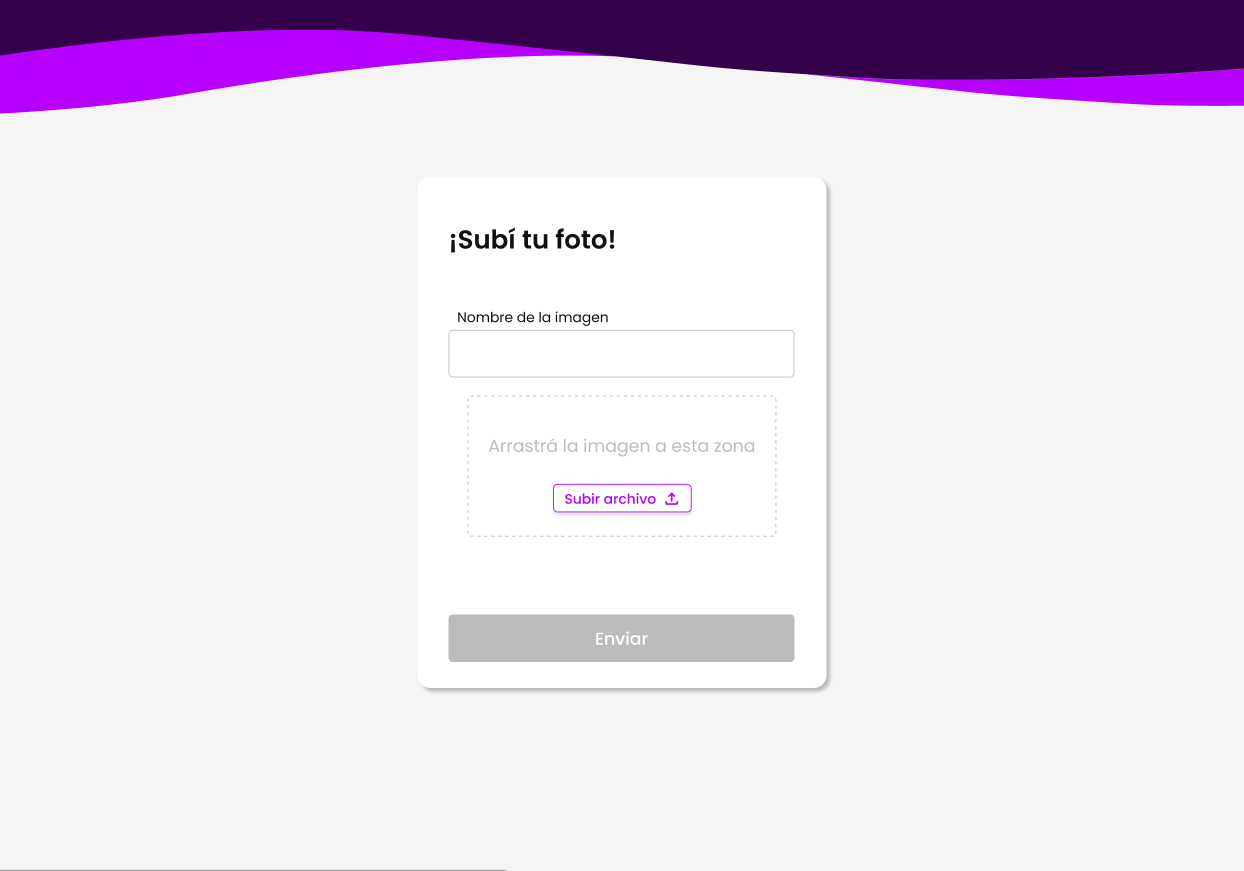 ¡Subí tu foto!
Nombre de la imagen
Arrastrá la imagen a esta zona
Subir archivo
Enviar